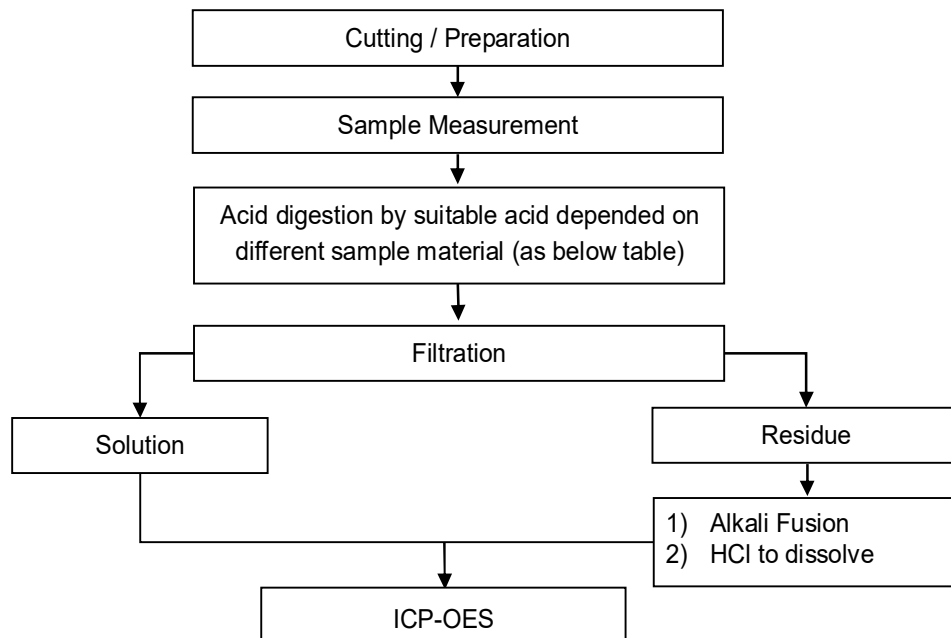 Cutting / Preparation
Sample Measurement
Acid digestion by suitable acid depended on
different sample material (as below table)
Filtration
Solution
Residue
1) Alkali Fusion
2) HCl to dissolve
ICP-OES